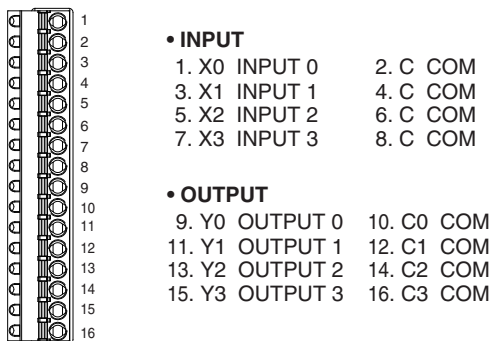 1
2
3
4
5
6
7
8
9
10
11
12
13
14
15
16
• INPUT
1. X0 INPUT 0 2. C COM
3. X1 INPUT 1 4. C COM
5. X2 INPUT 2 6. C COM
7. X3 INPUT 3 8. C COM
• OUTPUT
9. Y0 OUTPUT 0 10. C0 COM
11. Y1 OUTPUT 1 12. C1 COM
13. Y2 OUTPUT 2 14. C2 COM
15. Y3 OUTPUT 3 16. C3 COM